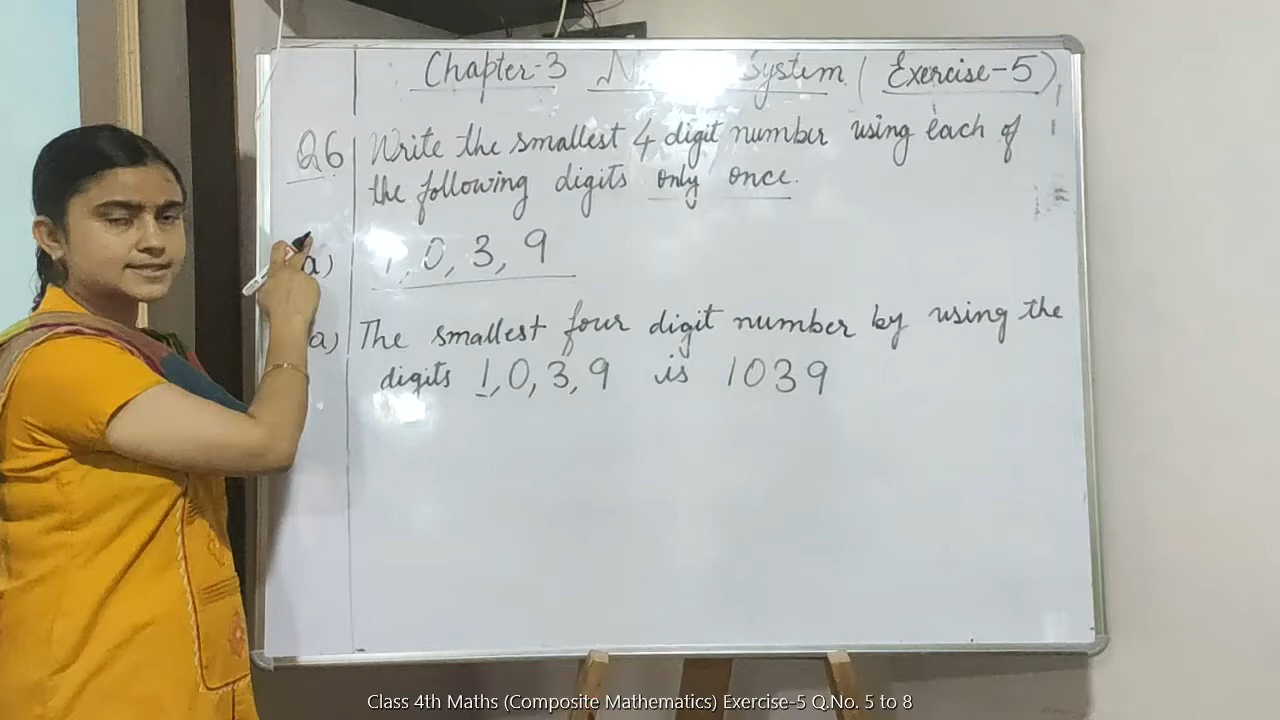 Chapter-3 System (Exercise-5)
Q6 Write the smallest 4 digit number using each of
the following digits only once.
a) 1, 0, 3, 9
a) The smallest four digit number by using the
digits 1, 0, 3, 9 is 1039
Class 4th Maths (Composite Mathematics) Exercise-5 Q.No. 5 to 8